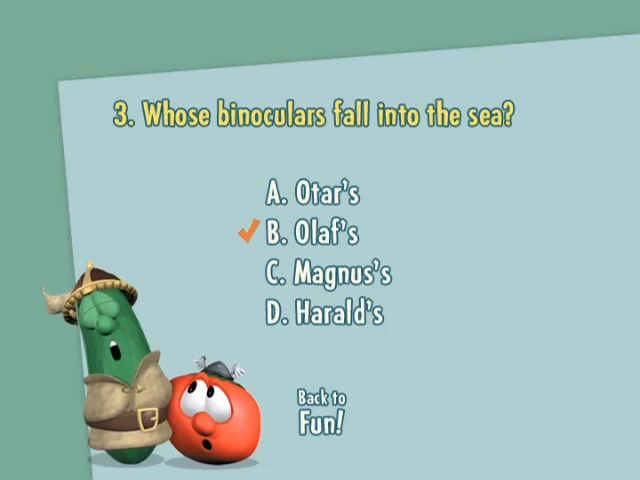 3. Whose binoculars fall into the sea?
A. Otar's
B. Olaf's
C. Magnus's
D. Harald's
Back to
Fun!